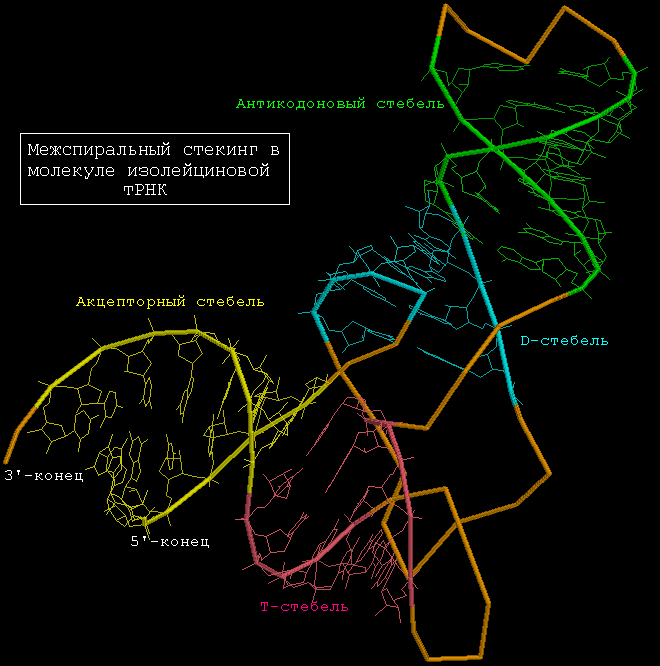 Антикодоновый стебель
Межспиральный стекинг в
молекуле изолейциновой
тРНК
Акцепторный стебель
D-стебель
3'-конец
5'-конец
Т-стебель